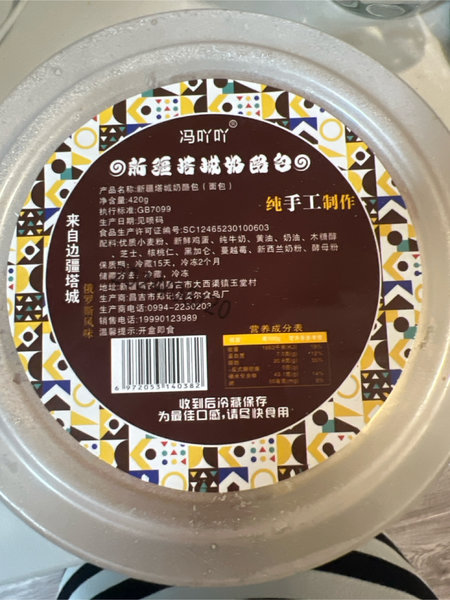 冯吖吖®
新疆塔城奶酪包
产品名称:新疆塔城奶酪包（面包）
净含量:420g
执行标准:GB7099
生产日期:见喷码
食品生产许可证编号:SC12465230100603
配料:优质小麦粉、新鲜鸡蛋、纯牛奶、黄油、奶油、木糖醇
、芝士、核桃仁、黑加仑、蔓越莓、新西兰奶粉、酵母粉
保质期:冷藏15天、冷冻2个月
储藏方法:冷藏、冷冻
生产商电话:0994-2250203
销售电话:19990123989
温馨提示:开盒即食
纯手工制作
来自边疆塔城
俄罗斯风味
营养成分表
6 972053 140382
收到后冷藏保存
为最佳口感,请尽快食用